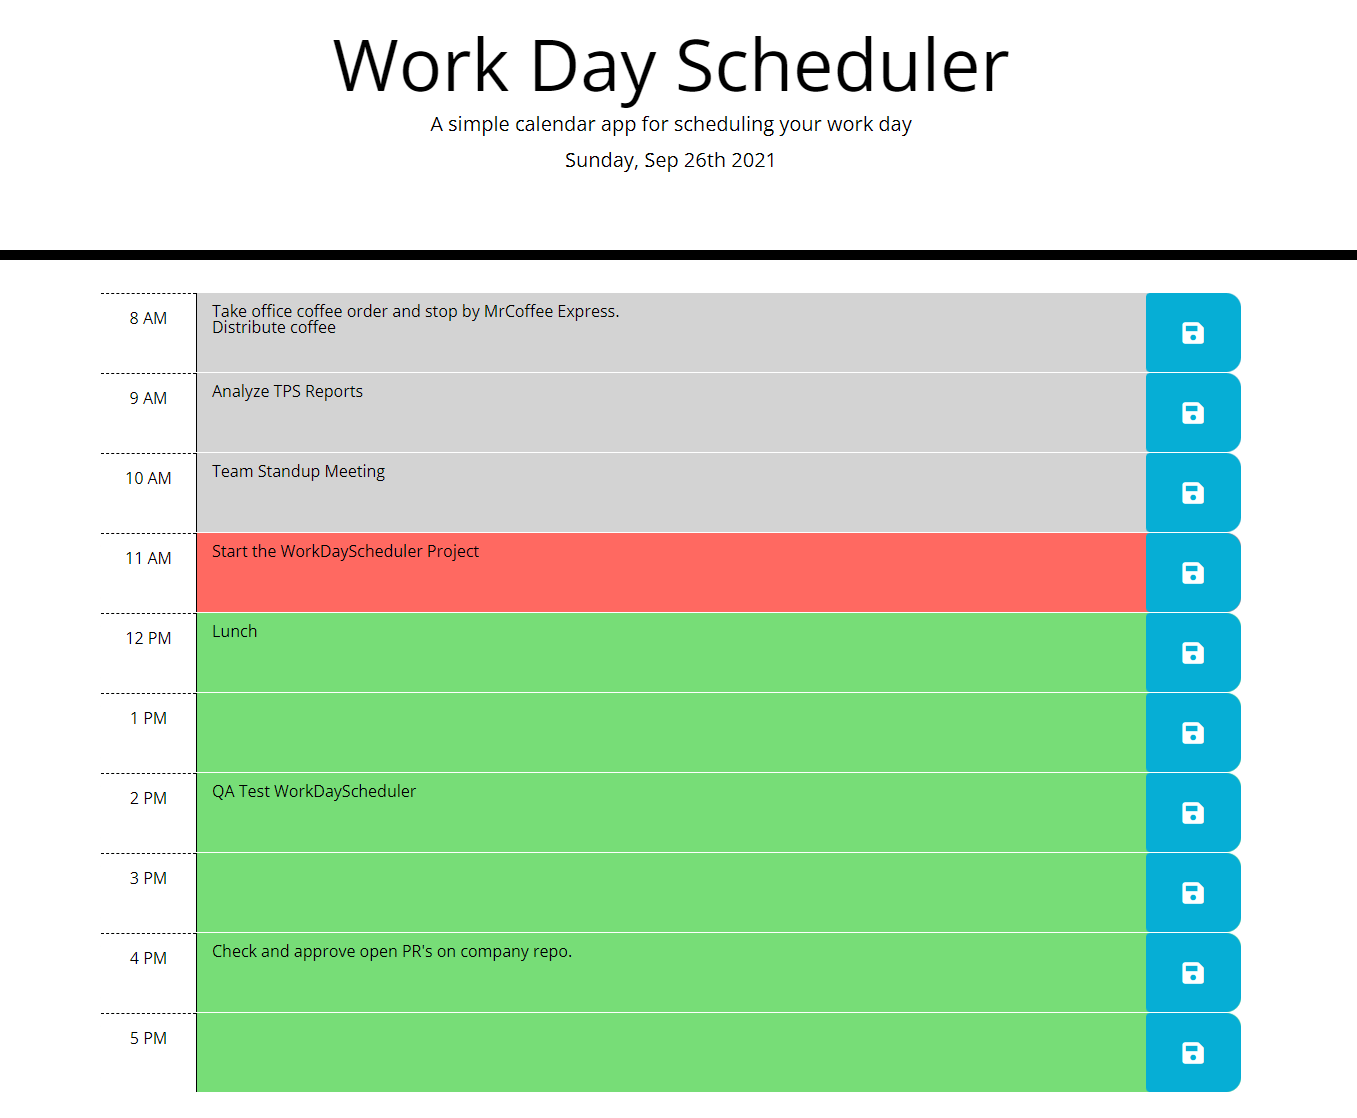 Work Day Scheduler
A simple calendar app for scheduling your work day
Sunday, Sep 26th 2021
8 AM
Take office coffee order and stop by MrCoffee Express.
Distribute coffee
9 AM
Analyze TPS Reports
10 AM
Team Standup Meeting
11 AM
Start the WorkDayScheduler Project
12 PM
Lunch
1 PM
2 PM
QA Test WorkDayScheduler
3 PM
4 PM
Check and approve open PR's on company repo.
5 PM